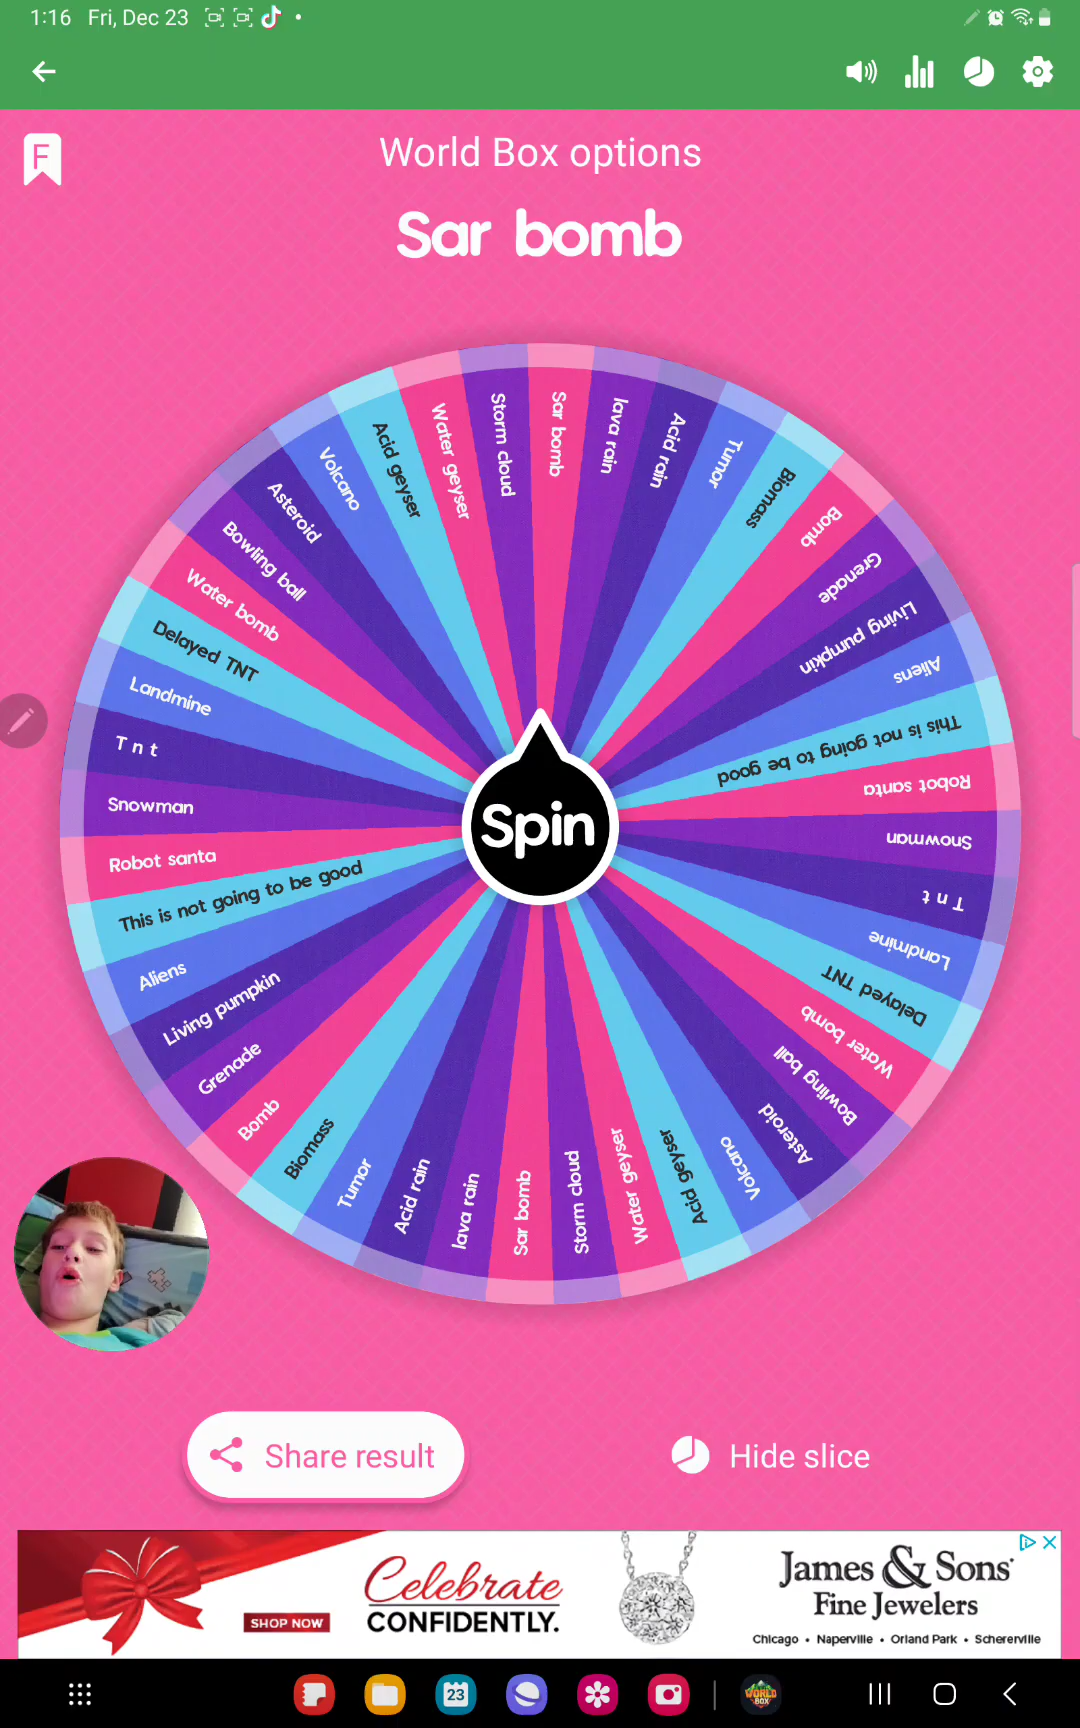 1:16 Fri, Dec 23
F
World Box options
Sar bomb
Sar bomb
lava rain
Acid rain
Tumor
Biomass
Bomb
Grenade
Living pumpkin
Aliens
This is not going to be good
Robot santa
Snowman
T n t
Landmine
Delayed TNT
Water bomb
Bowling ball
Asteroid
Volcano
Acid geyser
Water geyser
Storm cloud
Sar bomb
lava rain
Acid rain
Tumor
Biomass
Bomb
Grenade
Living pumpkin
Aliens
This is not going to be good
Robot santa
Snowman
T n t
Landmine
Delayed TNT
Water bomb
Bowling ball
Asteroid
Volcano
Acid geyser
Water geyser
Storm cloud
Spin
Share result
Hide slice
Celebrate
CONFIDENTLY.
SHOP NOW
James & Sons
Fine Jewelers
Chicago • Naperville • Orland Park • Schererville
23
WORLD
BOX